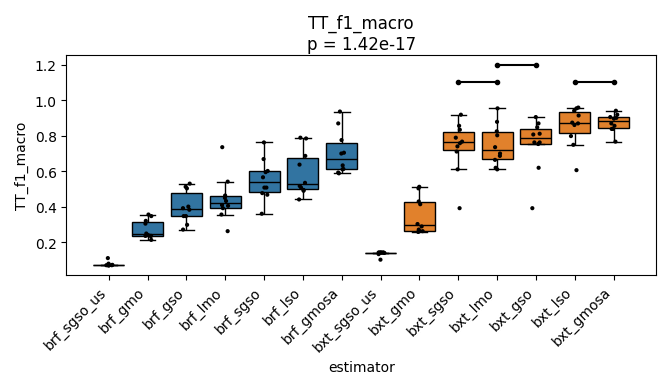 TT_f1_macro
p = 1.42e-17
TT_f1_macro
1.2
1.0
0.8
0.6
0.4
0.2
brf_sgso_us
brf_gmo
brf_gso
brf_lmo
brf_sgso
brf_lso
brf_gmosa
bxt_sgso_us
bxt_gmo
bxt_sgso
bxt_lmo
bxt_gso
bxt_lso
bxt_gmosa
estimator